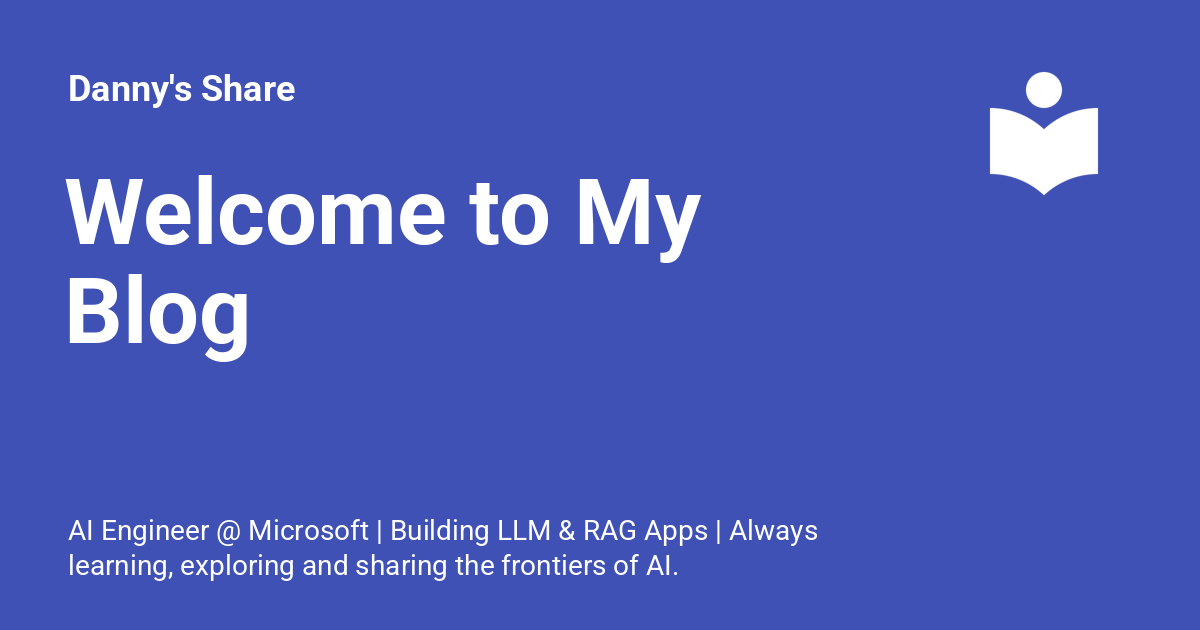 Danny's Share
Welcome to My
Blog
AI Engineer @ Microsoft | Building LLM & RAG Apps | Always
learning, exploring and sharing the frontiers of AI.